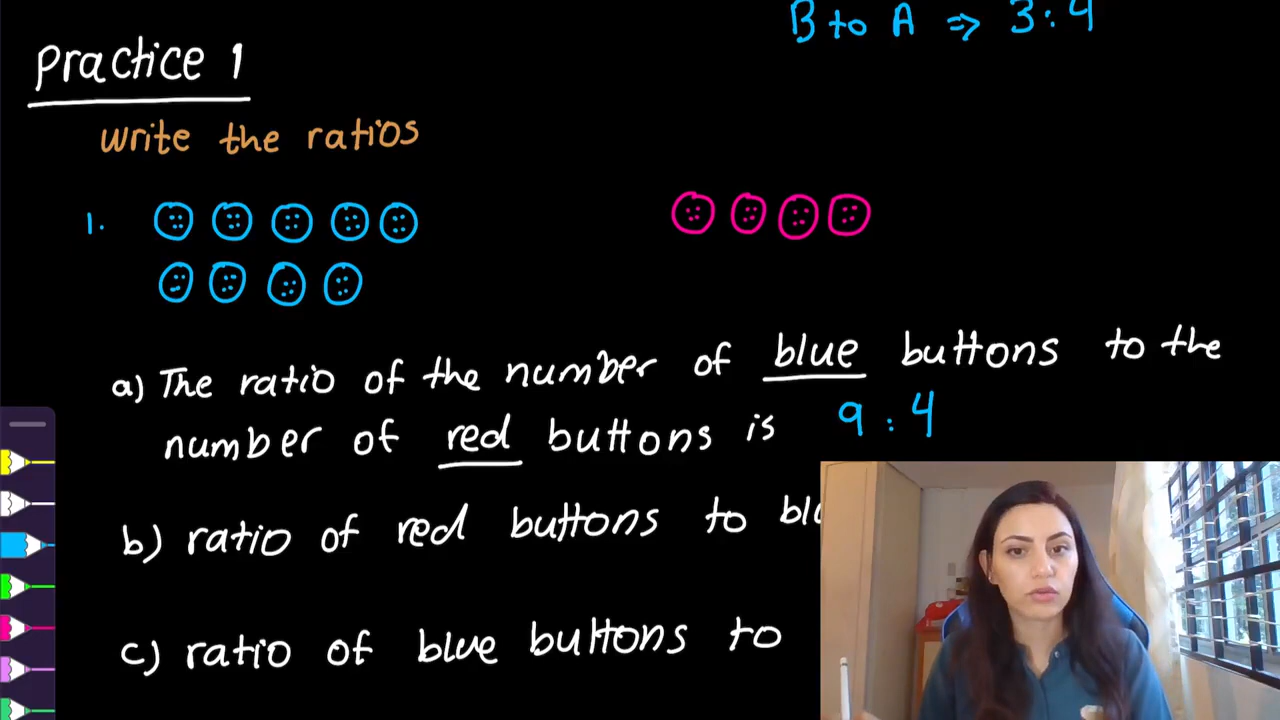 B to A => 3:4
Practice 1
write the ratios
1.
a) The ratio of the number of blue buttons to the
number of red buttons is 9 : 4
b) ratio of red buttons to
c) ratio of blue buttons to